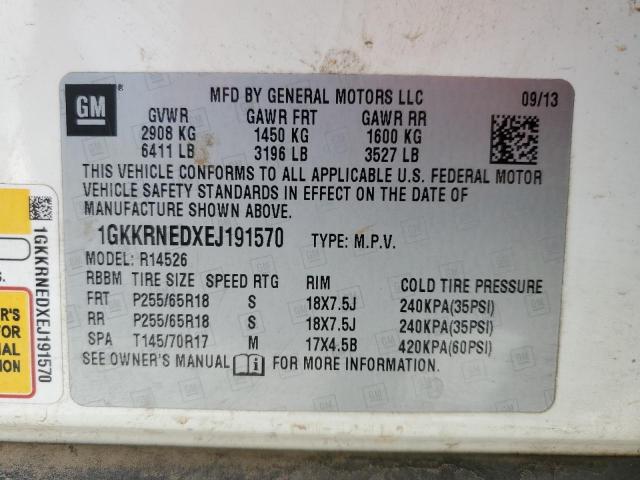 GM
MFD BY GENERAL MOTORS LLC 09/13
GVWR GAWR FRT GAWR RR
2908 KG 1450 KG 1600 KG
6411 LB 3196 LB 3527 LB
THIS VEHICLE CONFORMS TO ALL APPLICABLE U.S. FEDERAL MOTOR
VEHICLE SAFETY STANDARDS IN EFFECT ON THE DATE OF
MANUFACTURE SHOWN ABOVE.
1GKKRNEDXEJ191570 TYPE: M.P.V.
MODEL: R14526
RBBM TIRE SIZE SPEED RTG RIM COLD TIRE PRESSURE
FRT P255/65R18 S 18X7.5J 240KPA(35PSI)
RR P255/65R18 S 18X7.5J 240KPA(35PSI)
SPA T145/70R17 M 17X4.5B 420KPA(60PSI)
SEE OWNER'S MANUAL i FOR MORE INFORMATION.
1GKKRNEDXEJ191570